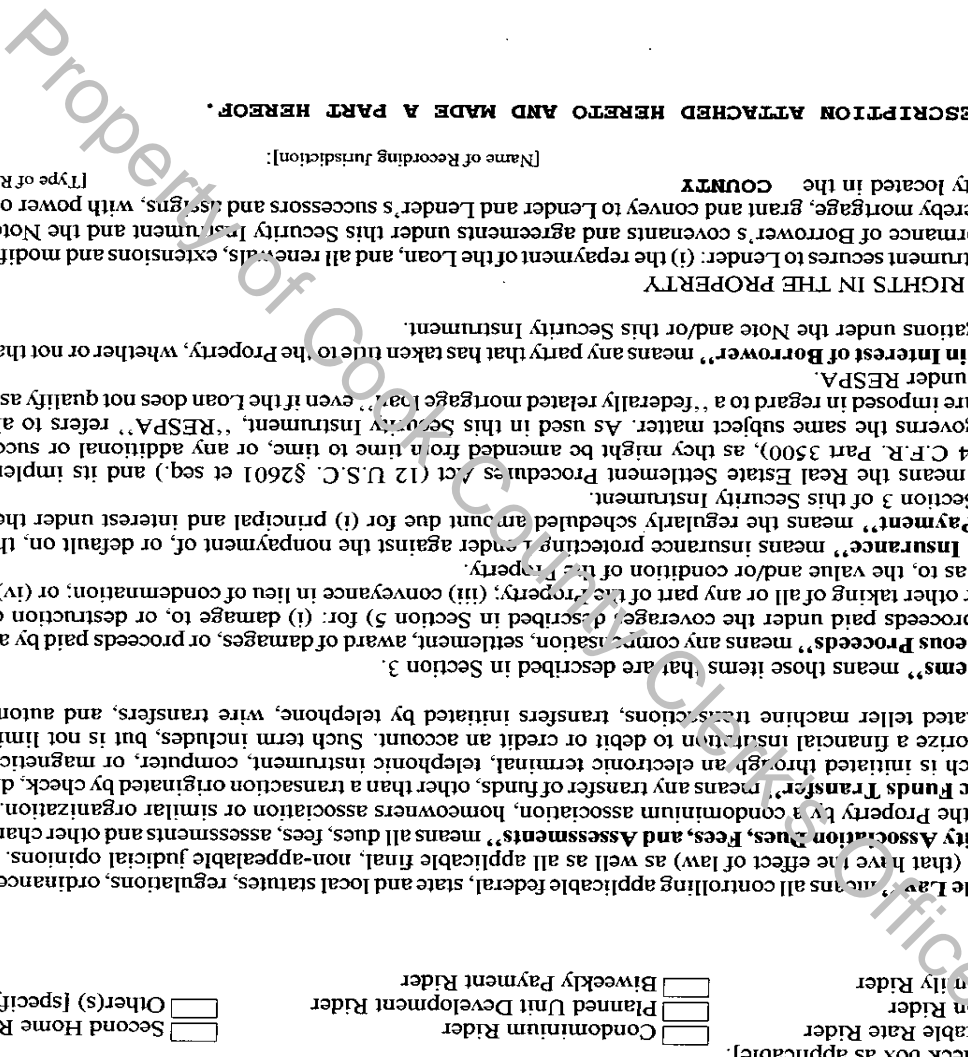 heck box as applicable]:
table Rate Rider Condominium Rider Second Home R
on Rider Planned Unit Development Rider Other(s) [specify
mily Rider Biweekly Payment Rider
le Law" means all controlling applicable federal, state and local statutes, regulations, ordinance
(that have the effect of law) as well as all applicable final, non-appealable judicial opinions.
ity Association Dues, Fees, and Assessments" means all dues, fees, assessments and other char
the Property by a condominium association, homeowners association or similar organization.
c Funds Transfer" means any transfer of funds, other than a transaction originated by check, d
ch is initiated through an electronic terminal, telephonic instrument, computer, or magnetic
orize a financial institution to debit or credit an account. Such term includes, but is not limi
ated teller machine transactions, transfers initiated by telephone, wire transfers, and auton
ems" means those items that are described in Section 3.
eous Proceeds" means any compensation, settlement, award of damages, or proceeds paid by a
proceeds paid under the coverages described in Section 5) for: (i) damage to, or destruction o
r other taking of all or any part of the Property; (iii) conveyance in lieu of condemnation; or (iv)
as to, the value and/or condition of the Property.
Insurance" means insurance protecting Lender against the nonpayment of, or default on, th
Payment" means the regularly scheduled amount due for (i) principal and interest under the
Section 3 of this Security Instrument.
means the Real Estate Settlement Procedures Act (12 U.S.C. §2601 et seq.) and its implem
4 C.F.R. Part 3500), as they might be amended from time to time, or any additional or succ
governs the same subject matter. As used in this Security Instrument, "RESPA" refers to al
are imposed in regard to a "federally related mortgage loan" even if the Loan does not qualify as
under RESPA.
in Interest of Borrower" means any party that has taken title to the Property, whether or not tha
gations under the Note and/or this Security Instrument.
RIGHTS IN THE PROPERTY
trument secures to Lender: (i) the repayment of the Loan, and all renewals, extensions and modifi
rmance of Borrower's covenants and agreements under this Security Instrument and the Note
ereby mortgage, grant and convey to Lender and Lender's successors and assigns, with power o
ty located in the COUNTY [Type of R
[Name of Recording Jurisdiction]:
ESCRIPTION ATTACHED HERETO AND MADE A PART HEREOF.
Property of Cook County Clerk's Office